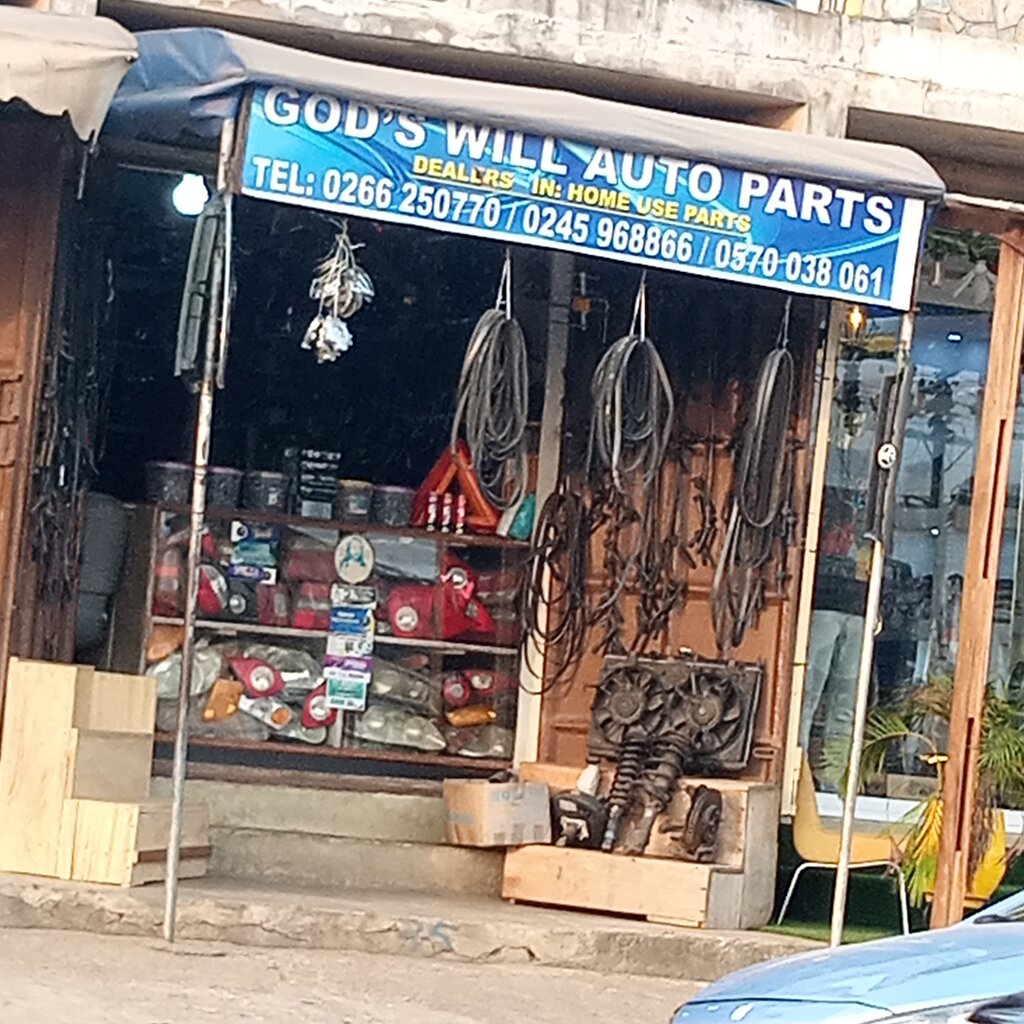 GOD'S WILL AUTO PARTS
DEALERS IN: HOME USE PARTS
TEL: 0266 250770 / 0245 968866 / 0570 038 061